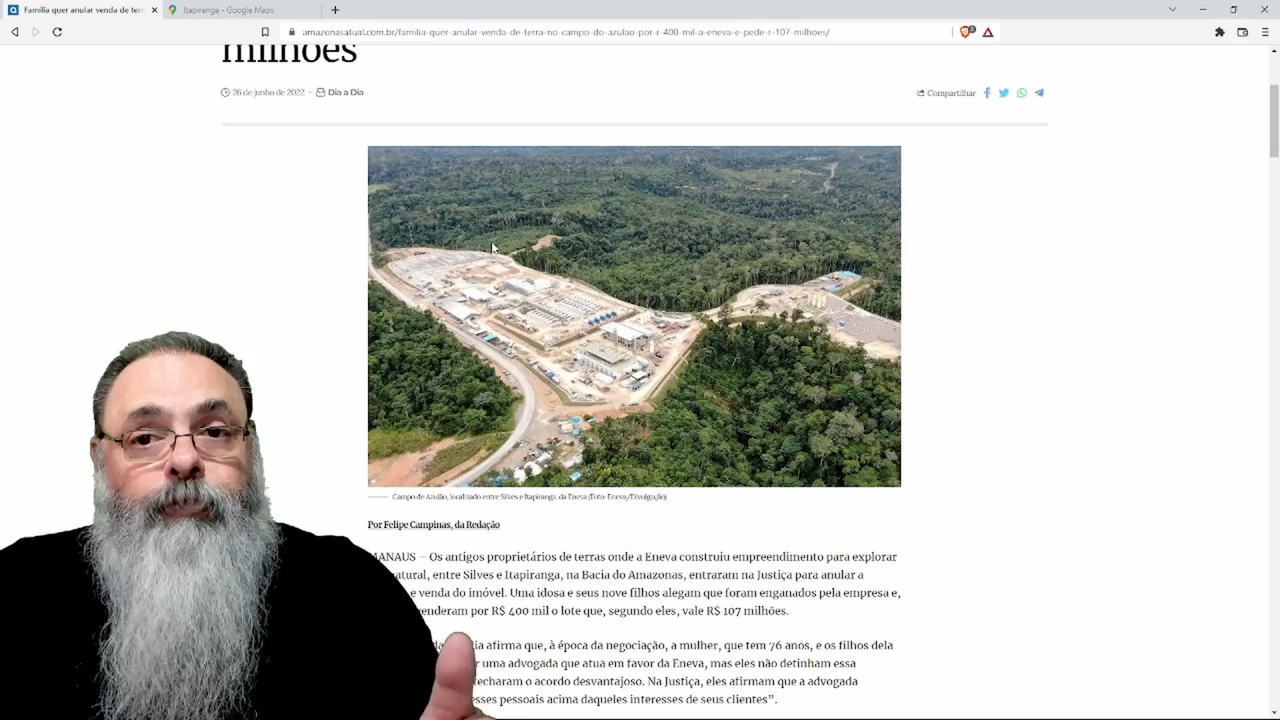 Família quer anular venda de terr
Itapiranga - Google Maps
amazonasatual.com.br/familia-quer-anular-venda-de-terra-no-campo-do-azulao-por-r-400-mil-a-eneva-e-pede-r-107-milhoes/
milhões
26 de junho de 2022 • Dia a Dia
Compartilhar
Campo de Azulão, localizado entre Silves e Itapiranga, da Eneva (Foto: Eneva/Divulgação)
Por Felipe Campinas, da Redação
MANAUS – Os antigos proprietários de terras onde a Eneva construiu empreendimento para explorar
natural, entre Silves e Itapiranga, na Bacia do Amazonas, entraram na Justiça para anular a
e venda do imóvel. Uma idosa e seus nove filhos alegam que foram enganados pela empresa e,
venderam por R$ 400 mil o lote que, segundo eles, vale R$ 107 milhões.
afirma que, à época da negociação, a mulher, que tem 76 anos, e os filhos dela
uma advogada que atua em favor da Eneva, mas eles não detinham essa
fecharam o acordo desvantajoso. Na Justiça, eles afirmam que a advogada
pessoais acima daqueles interesses de seus clientes”.